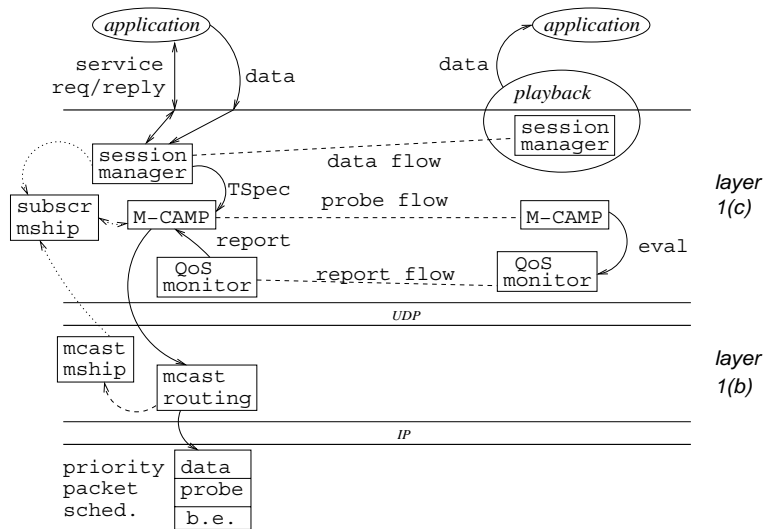 application
application
service
req/reply
data
data
playback
session
manager
session
manager
data flow
TSpec
layer
1(c)
subscr
mship
M-CAMP
probe flow
M-CAMP
report
eval
QoS
monitor
report flow
QoS
monitor
UDP
mcast
mship
mcast
routing
layer
1(b)
IP
priority
packet
sched.
data
probe
b.e.